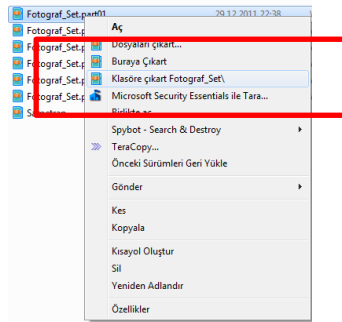 Fotograf_Set.part01 29.12.2011 22:38
Fotograf_Set.p
Fotograf_Set.p
Fotograf_Set.p
Fotograf_Set.p
Aç
Dosyaları çıkart...
Buraya Çıkart
Klasöre çıkart Fotograf_Set\
Microsoft Security Essentials ile Tara...
Birlikte aç
Spybot - Search & Destroy
TeraCopy...
Önceki Sürümleri Geri Yükle
Gönder
Kes
Kopyala
Kısayol Oluştur
Sil
Yeniden Adlandır
Özellikler